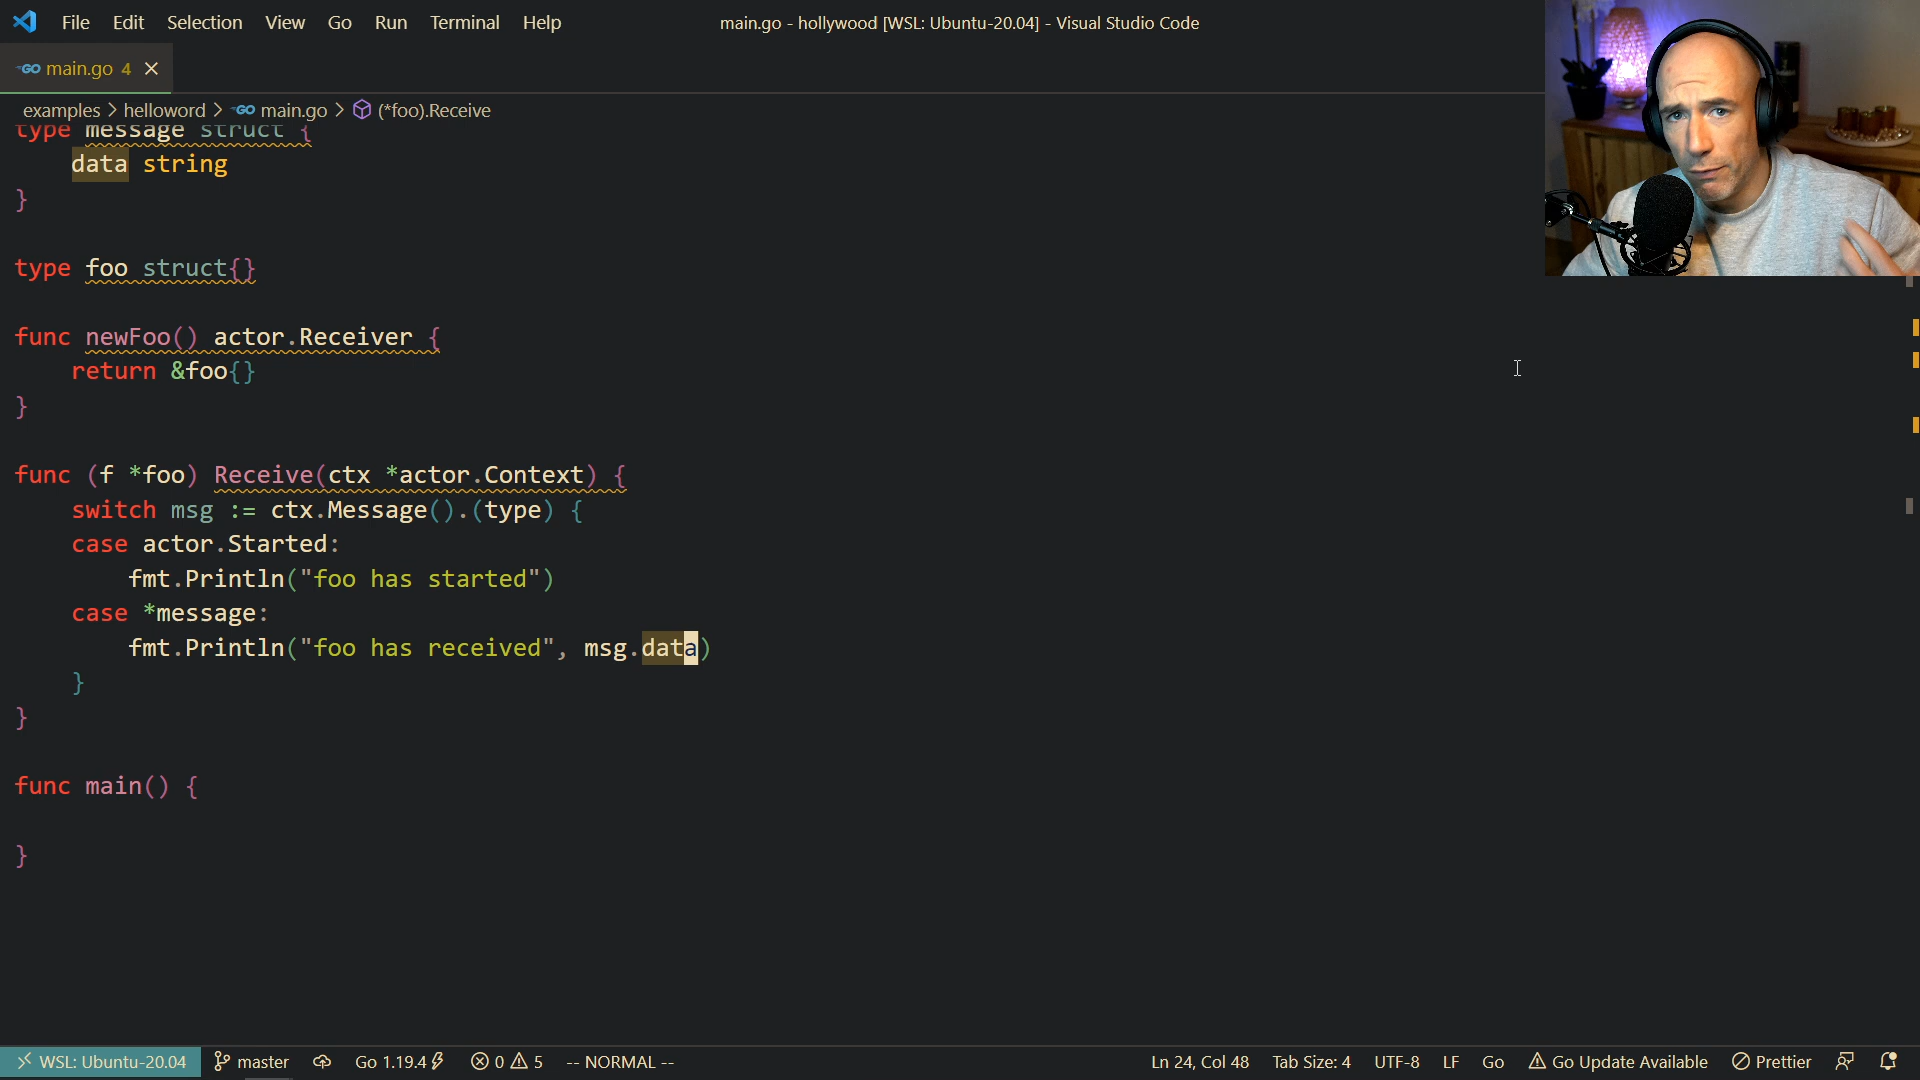 File Edit Selection View Go Run Terminal Help
main.go - hollywood [WSL: Ubuntu-20.04] - Visual Studio Code
GO main.go 4
examples > helloword > GO main.go > (*foo).Receive
type message struct {
data string
}
type foo struct{}
func newFoo() actor.Receiver {
return &foo{}
}
func (f *foo) Receive(ctx *actor.Context) {
switch msg := ctx.Message().(type) {
case actor.Started:
fmt.Println("foo has started")
case *message:
fmt.Println("foo has received", msg.data)
}
}
func main() {
}
WSL: Ubuntu-20.04 master Go 1.19.4 0 5 -- NORMAL -- Ln 24, Col 48 Tab Size: 4 UTF-8 LF Go Go Update Available Prettier